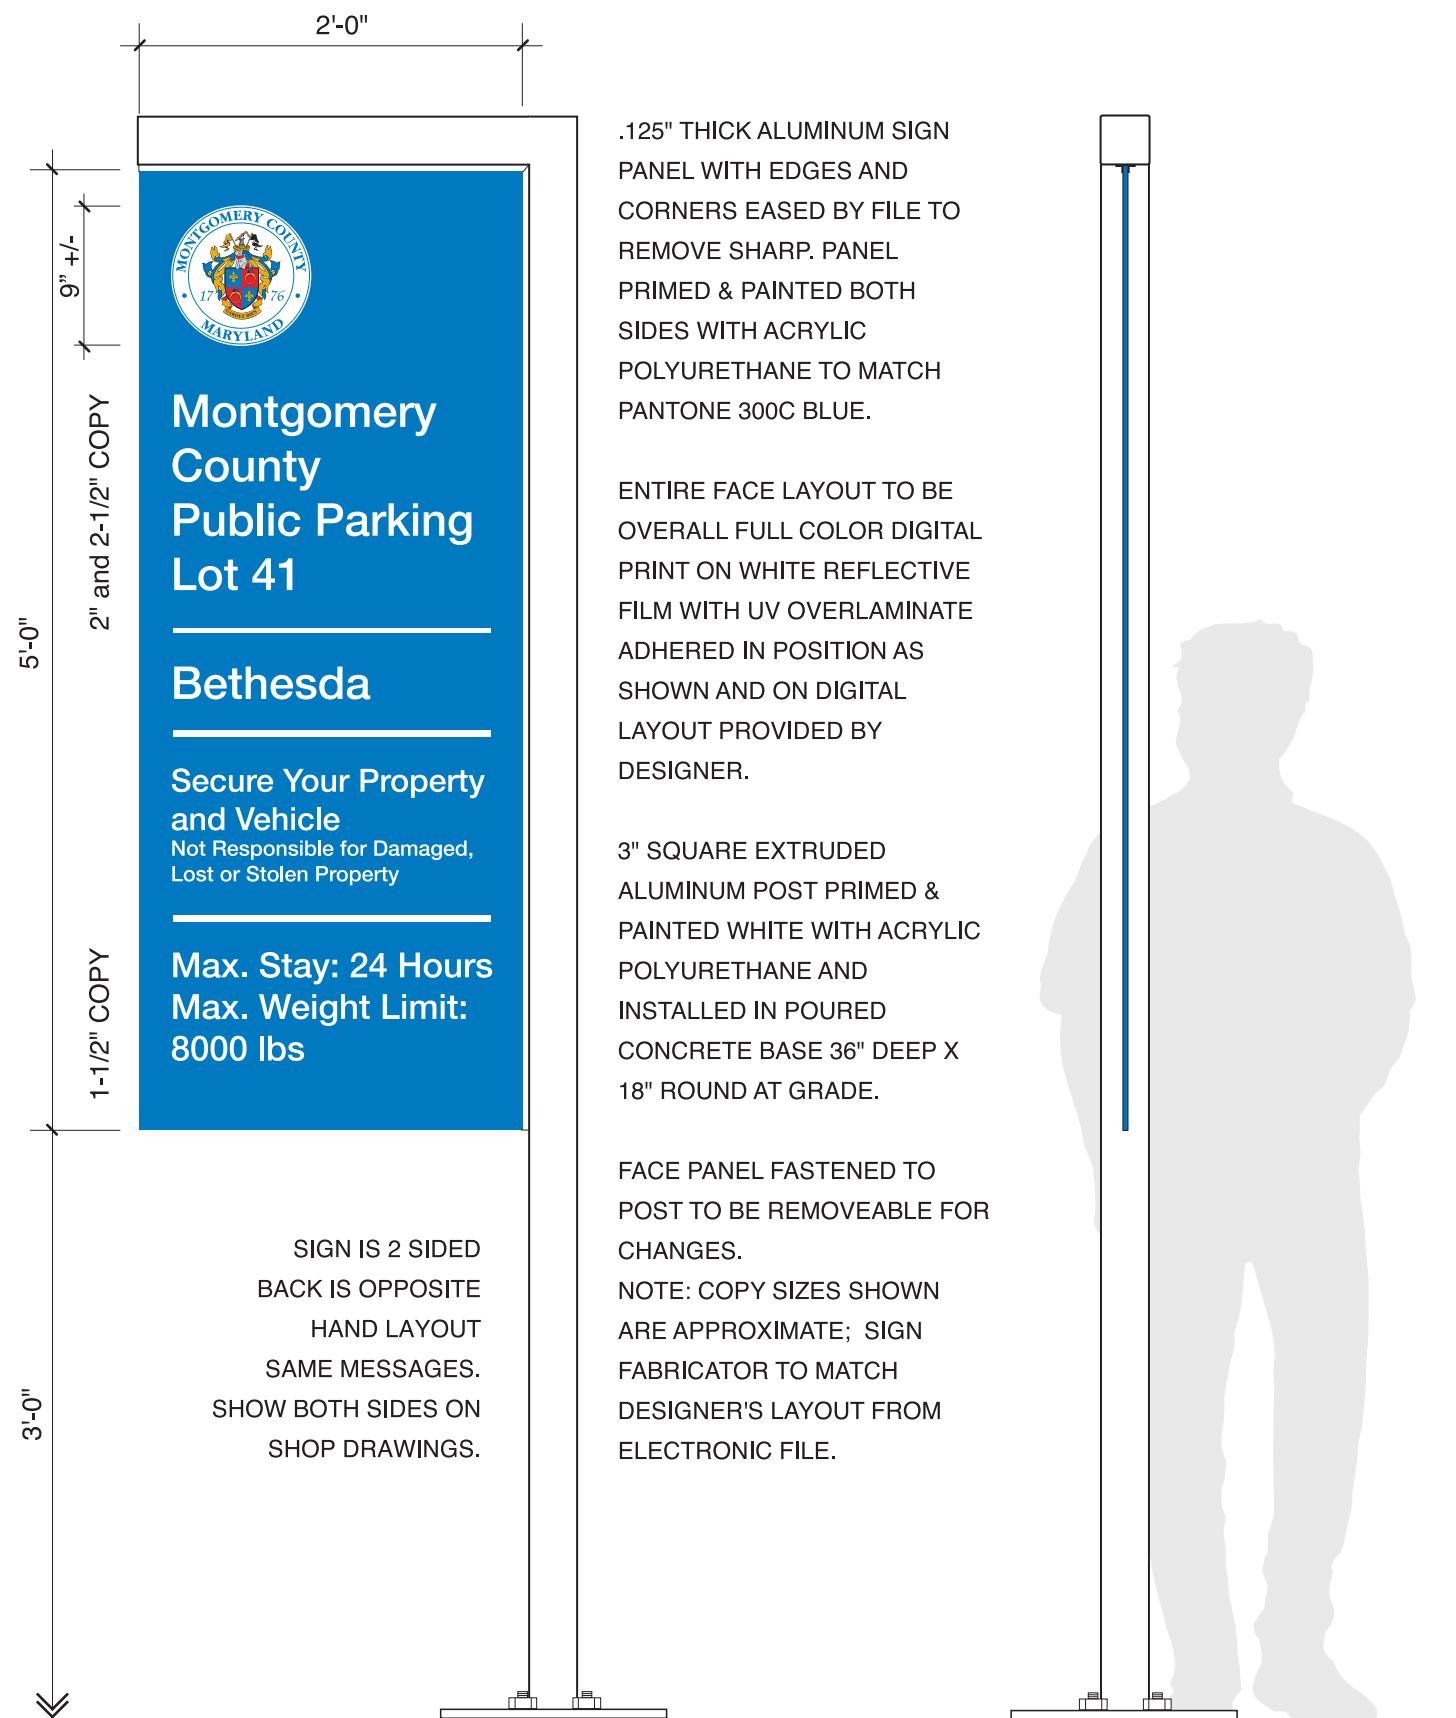 2'-0"
9” +/-
2" and 2-1/2" COPY
5'-0"
1-1/2" COPY
3'-0"
MONTGOMERY COUNTY
17 76
GARDEZ BIEN
MARYLAND
Montgomery
County
Public Parking
Lot 41
Bethesda
Secure Your Property
and Vehicle
Not Responsible for Damaged,
Lost or Stolen Property
Max. Stay: 24 Hours
Max. Weight Limit:
8000 lbs
SIGN IS 2 SIDED
BACK IS OPPOSITE
HAND LAYOUT
SAME MESSAGES.
SHOW BOTH SIDES ON
SHOP DRAWINGS.
.125" THICK ALUMINUM SIGN
PANEL WITH EDGES AND
CORNERS EASED BY FILE TO
REMOVE SHARP. PANEL
PRIMED & PAINTED BOTH
SIDES WITH ACRYLIC
POLYURETHANE TO MATCH
PANTONE 300C BLUE.
ENTIRE FACE LAYOUT TO BE
OVERALL FULL COLOR DIGITAL
PRINT ON WHITE REFLECTIVE
FILM WITH UV OVERLAMINATE
ADHERED IN POSITION AS
SHOWN AND ON DIGITAL
LAYOUT PROVIDED BY
DESIGNER.
3" SQUARE EXTRUDED
ALUMINUM POST PRIMED &
PAINTED WHITE WITH ACRYLIC
POLYURETHANE AND
INSTALLED IN POURED
CONCRETE BASE 36" DEEP X
18" ROUND AT GRADE.
FACE PANEL FASTENED TO
POST TO BE REMOVEABLE FOR
CHANGES.
NOTE: COPY SIZES SHOWN
ARE APPROXIMATE; SIGN
FABRICATOR TO MATCH
DESIGNER'S LAYOUT FROM
ELECTRONIC FILE.